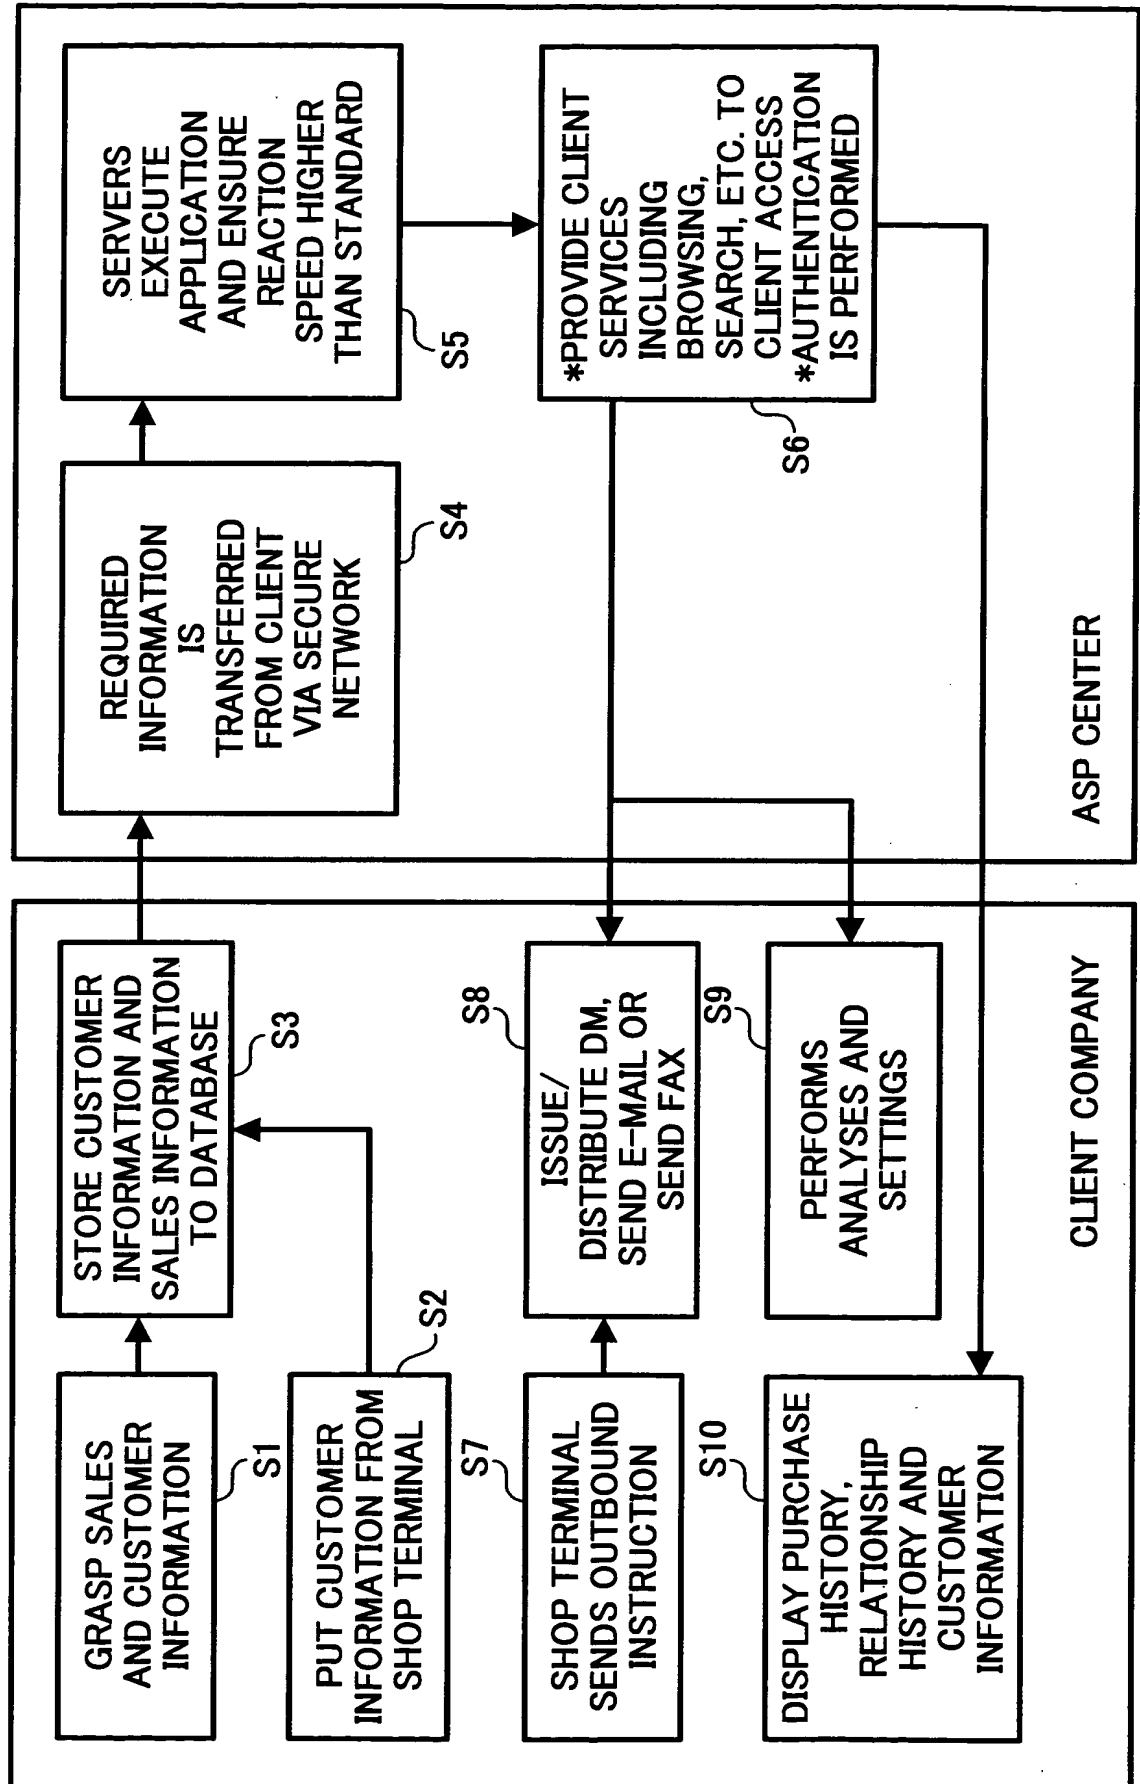 GRASP SALES
AND CUSTOMER
INFORMATION
S1
PUT CUSTOMER
INFORMATION FROM
SHOP TERMINAL
S2
STORE CUSTOMER
INFORMATION AND
SALES INFORMATION
TO DATABASE
S3
REQUIRED
INFORMATION
IS
TRANSFERRED
FROM CLIENT
VIA SECURE
NETWORK
S4
SERVERS
EXECUTE
APPLICATION
AND ENSURE
REACTION
SPEED HIGHER
THAN STANDARD
S5
*PROVIDE CLIENT
SERVICES
INCLUDING
BROWSING,
SEARCH, ETC. TO
CLIENT ACCESS
*AUTHENTICATION
IS PERFORMED
S6
S7
SHOP TERMINAL
SENDS OUTBOUND
INSTRUCTION
S8
ISSUE/
DISTRIBUTE DM,
SEND E-MAIL OR
SEND FAX
S9
PERFORMS
ANALYSES AND
SETTINGS
S10
DISPLAY PURCHASE
HISTORY,
RELATIONSHIP
HISTORY AND
CUSTOMER
INFORMATION
CLIENT COMPANY
ASP CENTER